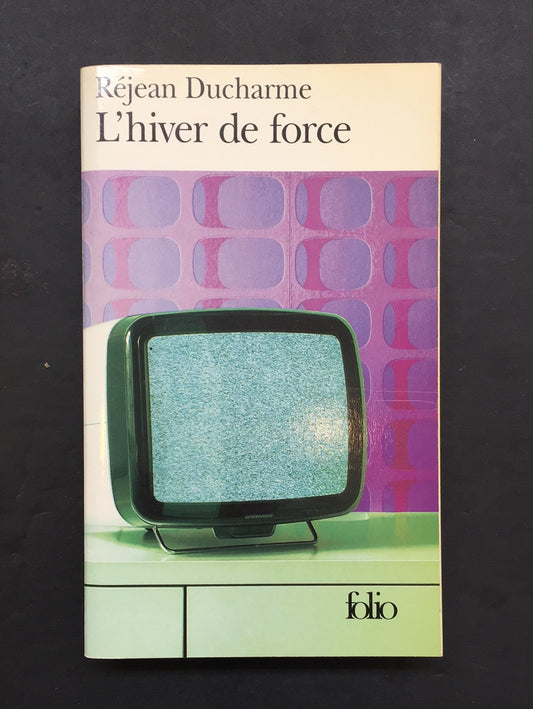 Réjean Ducharme
L'hiver de force
folio